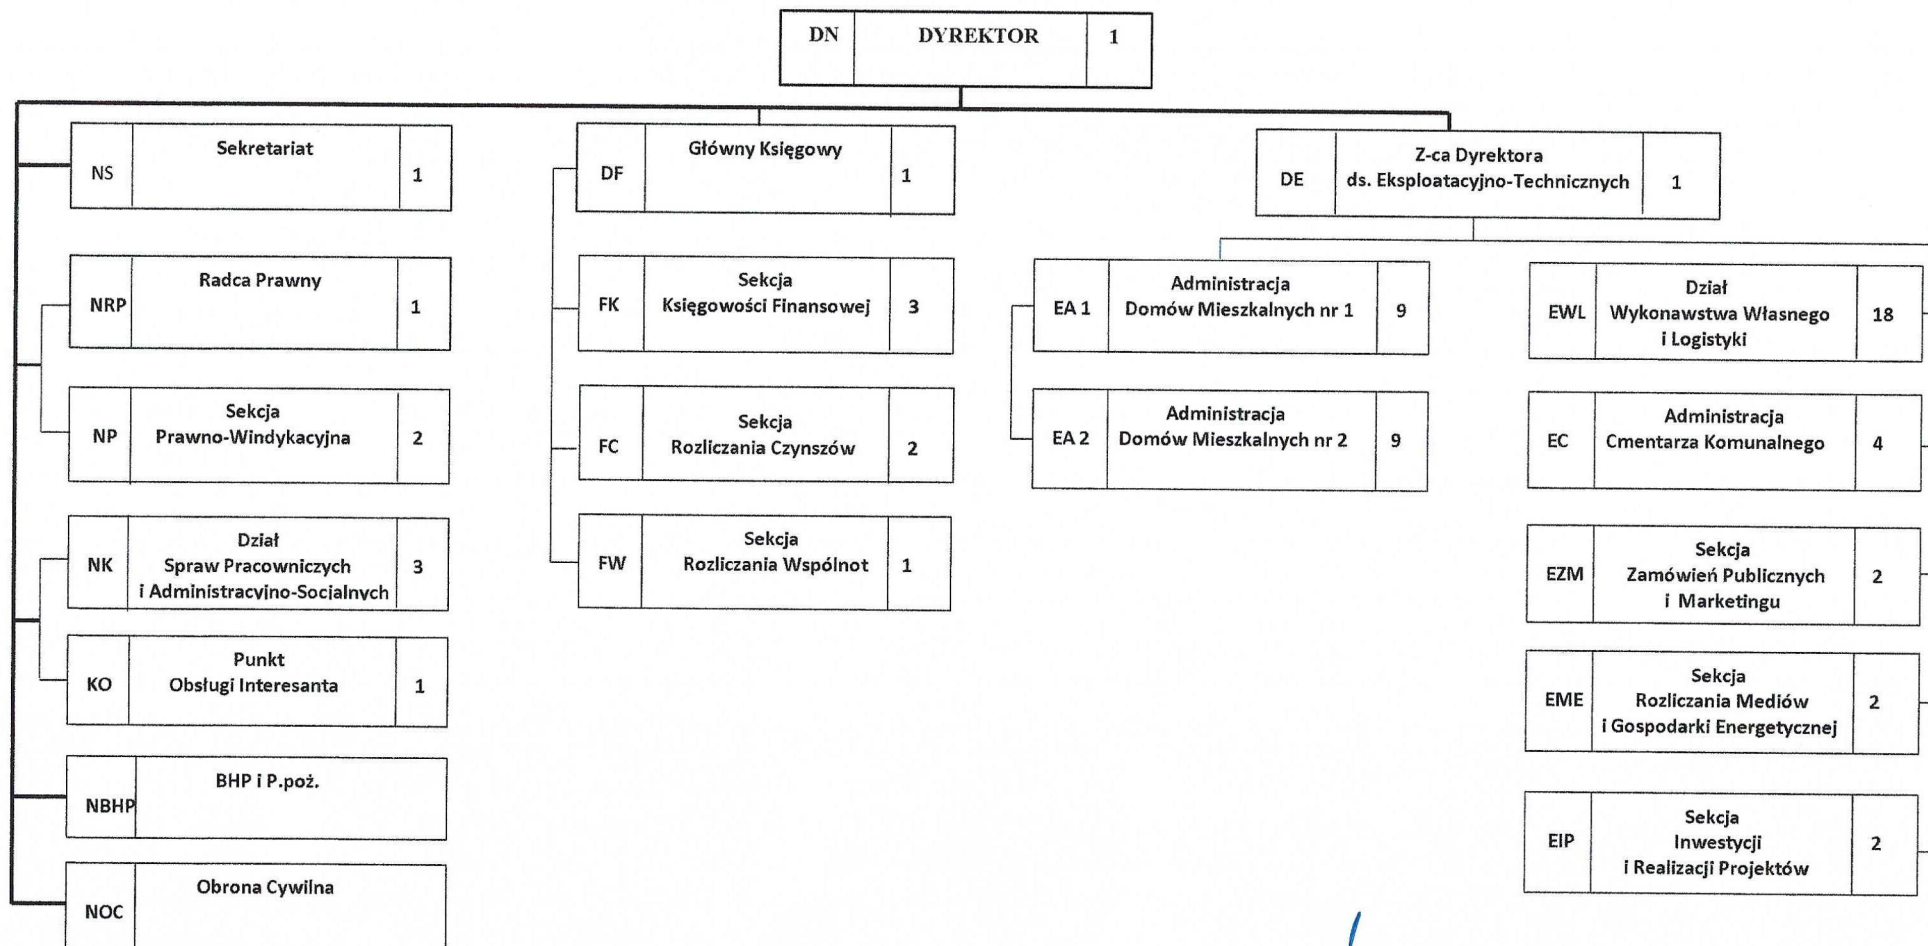 DN DYREKTOR 1
NS Sekretariat 1
NRP Radca Prawny 1
NP Sekcja
Prawno-Windykacyjna 2
NK Dział
Spraw Pracowniczych 3
i Administracyjno-Socjalnych
KO Punkt
Obsługi Interesanta 1
NBHP BHP i P.poż.
NOC Obrona Cywilna
DF Główny Księgowy 1
FK Sekcja
Księgowości Finansowej 3
FC Sekcja
Rozliczania Czynszów 2
FW Sekcja
Rozliczania Wspólnot 1
DE Z-ca Dyrektora
ds. Eksploatacyjno-Technicznych 1
EA 1 Administracja
Domów Mieszkalnych nr 1 9
EA 2 Administracja
Domów Mieszkalnych nr 2 9
EWL Dział
Wykonawstwa Własnego 18
i Logistyki
EC Administracja
Cmentarza Komunalnego 4
EZM Sekcja
Zamówień Publicznych 2
i Marketingu
EME Sekcja
Rozliczania Mediów 2
i Gospodarki Energetycznej
EIP Sekcja
Inwestycji 2
i Realizacji Projektów